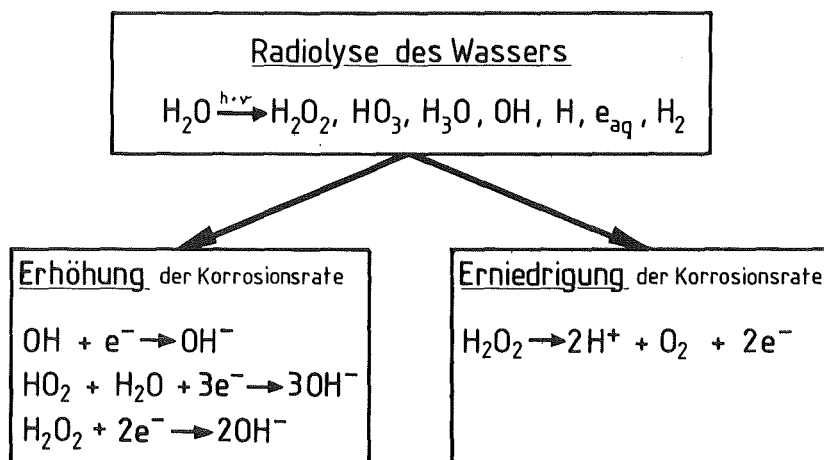 Radiolyse des Wassers
H₂O —h·ν→ H₂O₂, HO₃, H₃O, OH, H, e_aq, H₂
Erhöhung der Korrosionsrate
OH + e⁻ → OH⁻
HO₂ + H₂O + 3e⁻ → 3OH⁻
H₂O₂ + 2e⁻ → 2OH⁻
Erniedrigung der Korrosionsrate
H₂O₂ → 2H⁺ + O₂ + 2e⁻